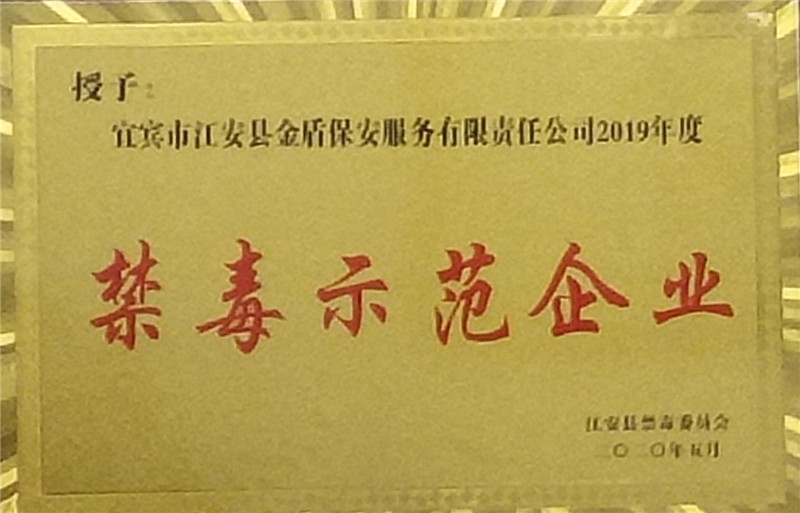 授予：
宜宾市江安县金盾保安服务有限责任公司2019年度
禁毒示范企业
江安县禁毒委员会
二〇二〇年五月